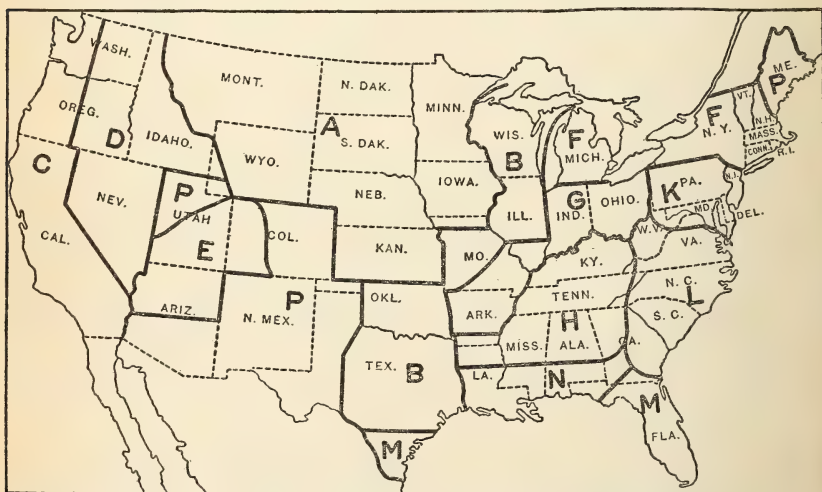 WASH.
MONT.
N. DAK.
MINN.
ME.
P
OREG.
D
IDAHO.
A
S. DAK.
WIS.
B
F
MICH.
F
N.Y.
VT.
N.H.
MASS.
CONN.
R.I.
C
WYO.
NEV.
P
UTAH
NEB.
IOWA.
ILL.
G
IND.
OHIO.
K
PA.
N.J.
MD.
DEL.
CAL.
E
COL.
KAN.
MO.
W.V.
VA.
KY.
ARIZ.
N. MEX.
P
OKL.
ARK.
TENN.
N.C.
L
S.C.
H
MISS.
ALA.
GA.
TEX.
B
LA.
N
M
FLA.
M